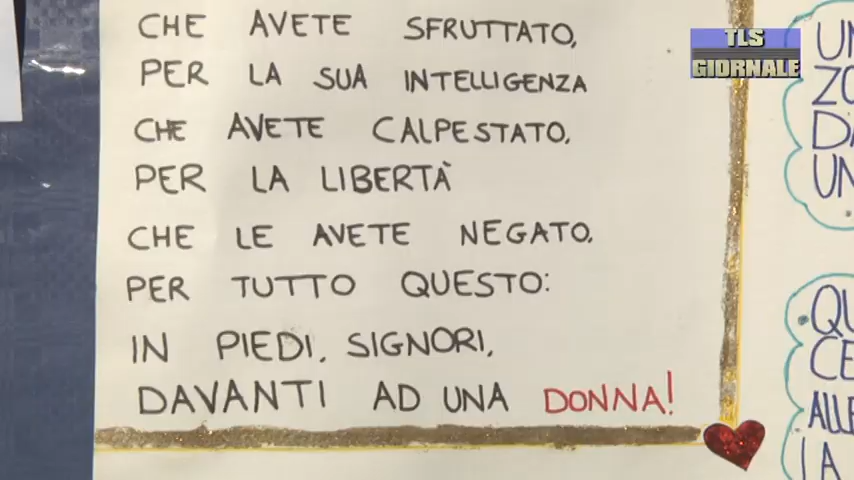 CHE AVETE SFRUTTATO,
PER LA SUA INTELLIGENZA
CHE AVETE CALPESTATO,
PER LA LIBERTÀ
CHE LE AVETE NEGATO.
PER TUTTO QUESTO:
IN PIEDI, SIGNORI,
DAVANTI AD UNA DONNA!
TLS
GIORNALE
LA